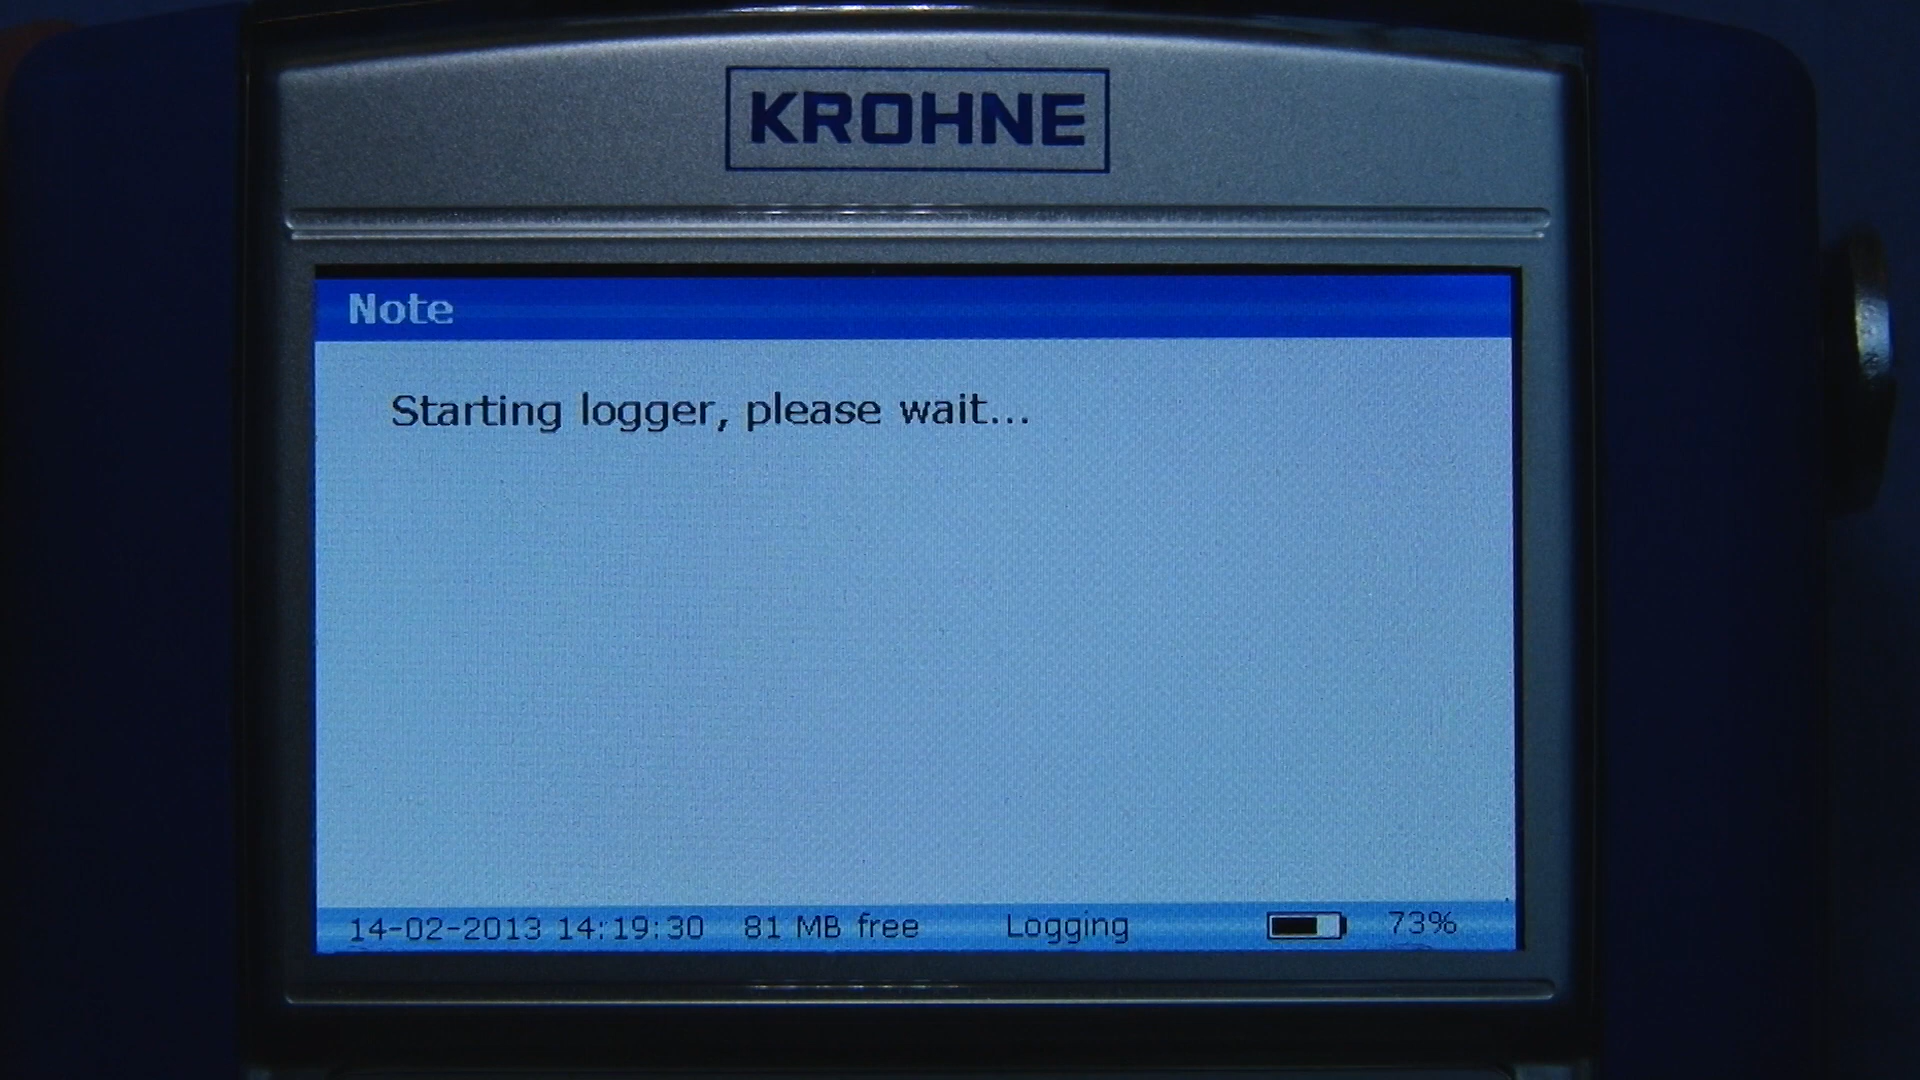 KROHNE
Note
Starting logger, please wait...
14-02-2013 14:19:30 81 MB free Logging 73%